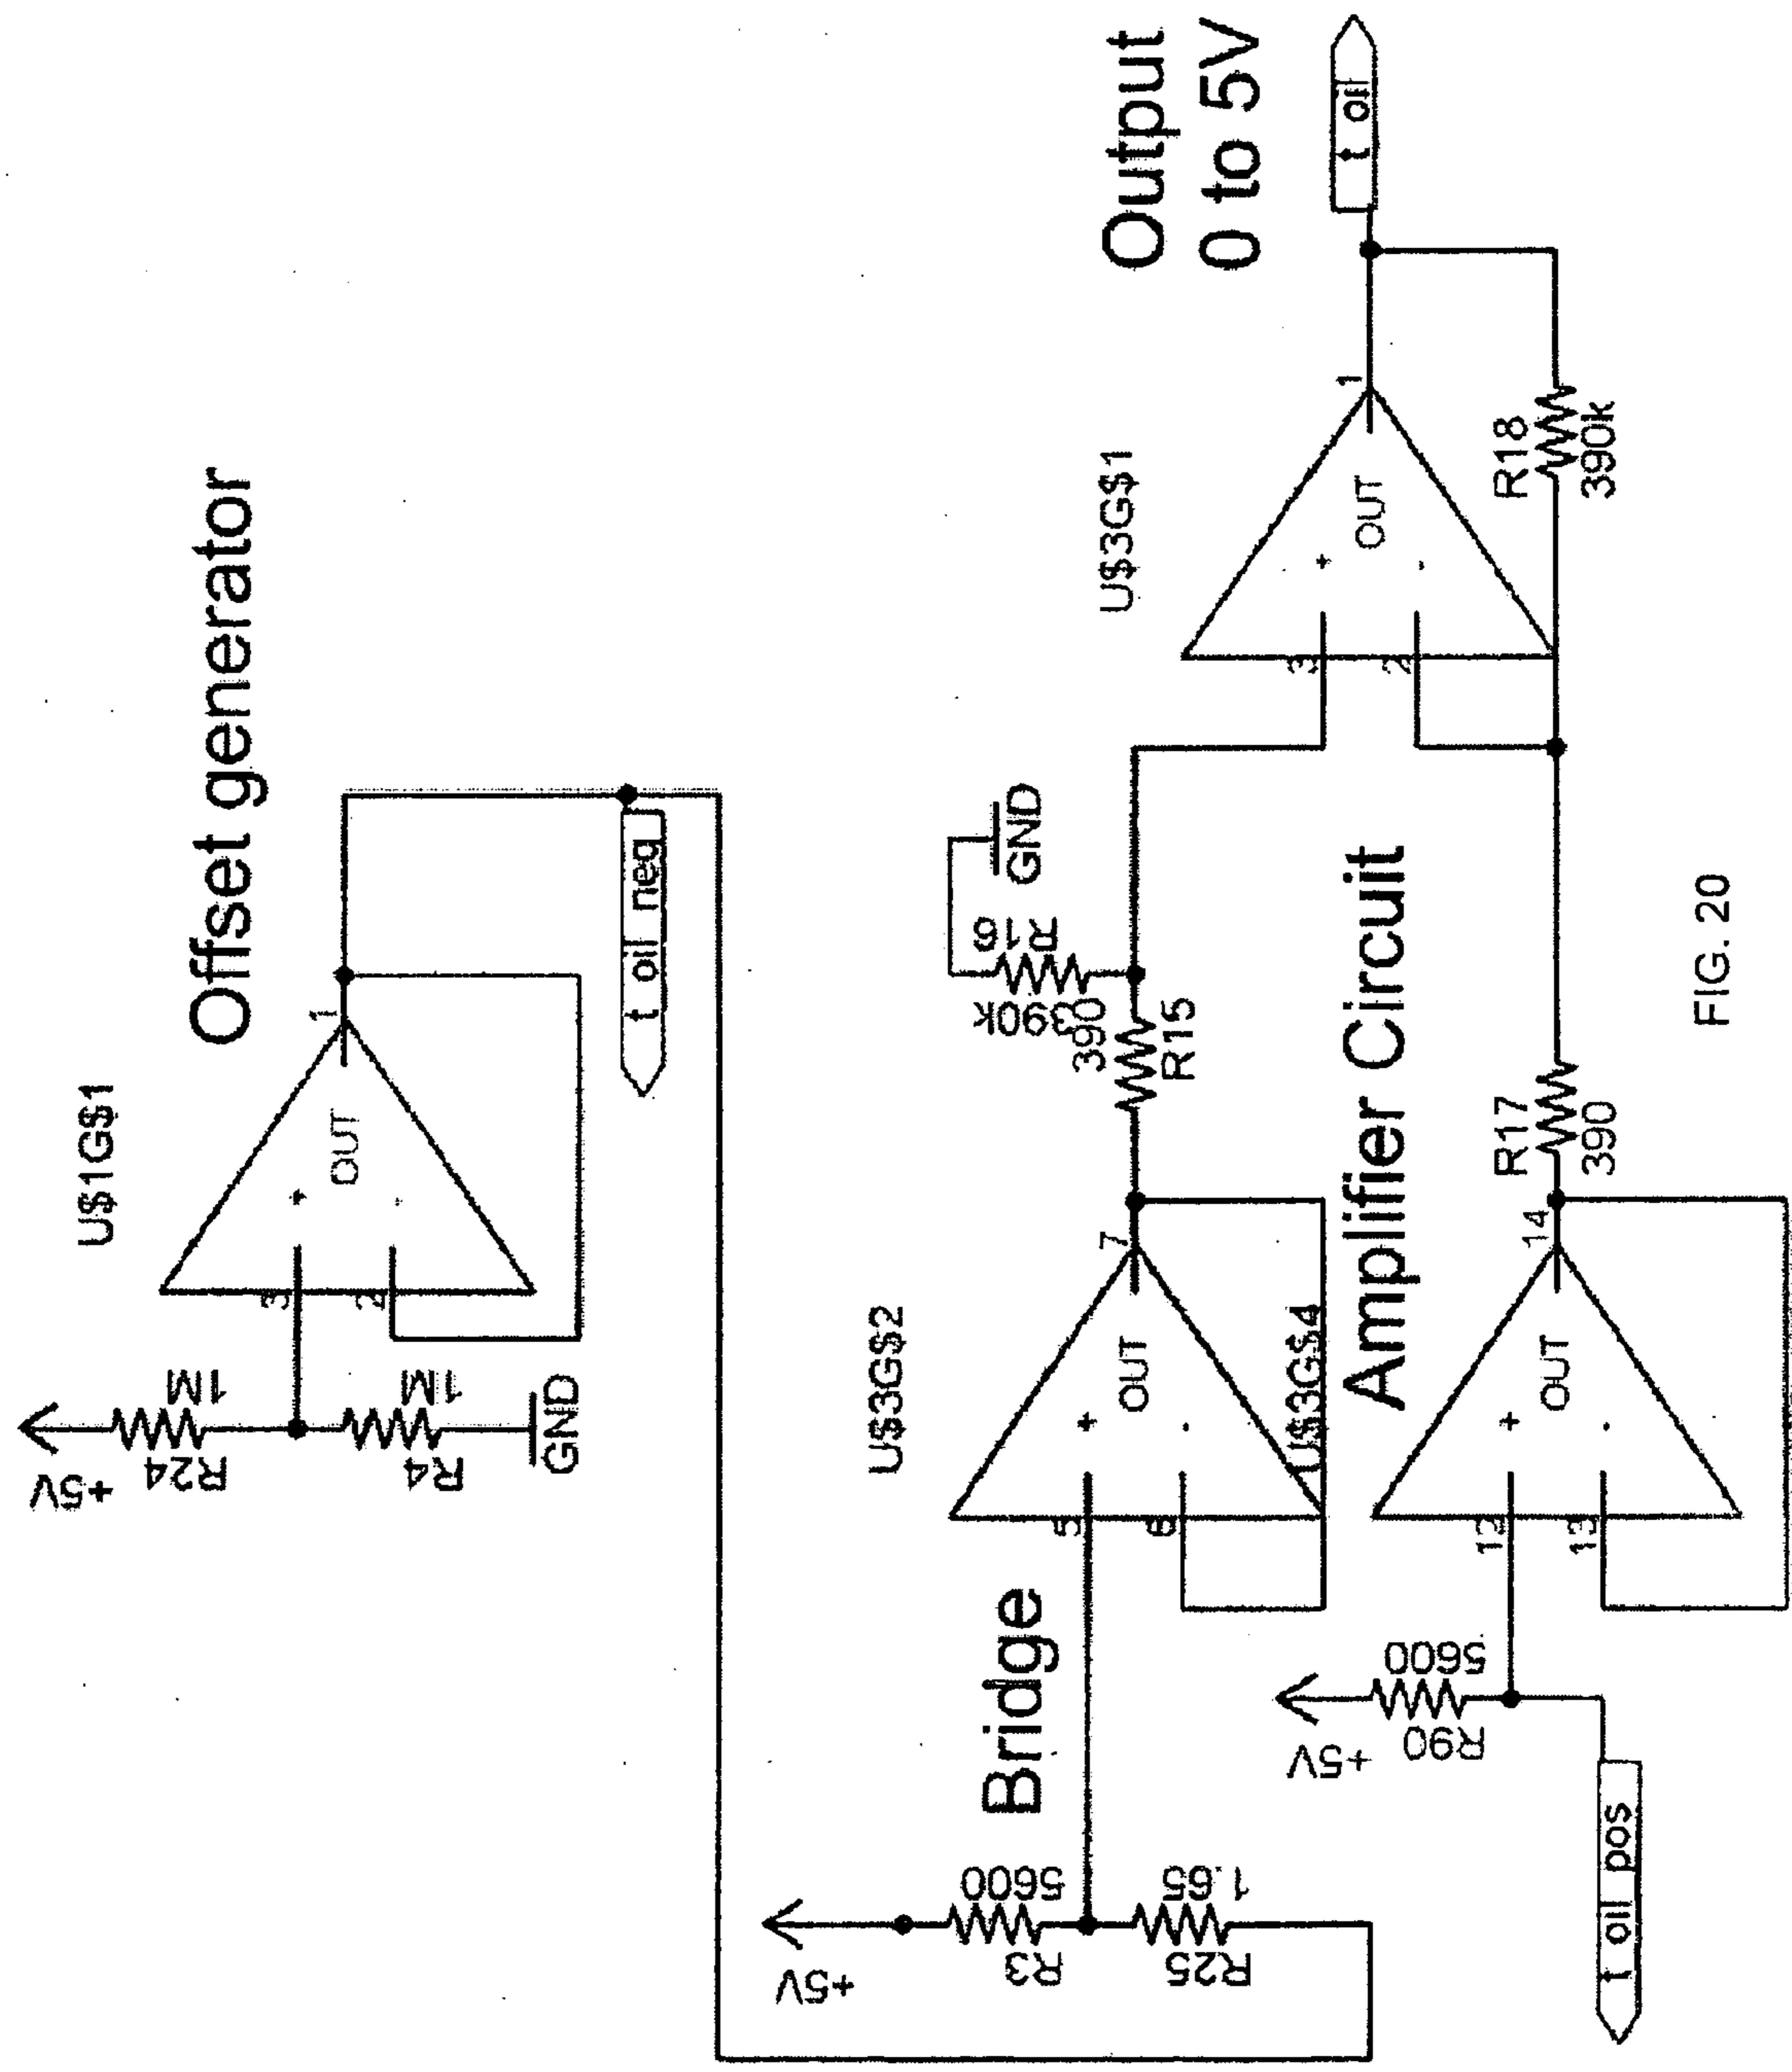 Offset generator
U$1G$1
+5V
R24
1M
R4
1M
GND
3
2
+
-
OUT
1
t oil neg
Bridge
+5V
R3
5600
R25
1.65
U$3G$2
5
6
+
-
OUT
7
390
R15
R16
390k
GND
Amplifier Circuit
+5V
R90
5600
t oil pos
U$3G$4
12
13
+
-
OUT
14
R17
390
U$3G$1
3
2
+
-
OUT
1
R18
390k
Output
0 to 5V
t oil
FIG. 20